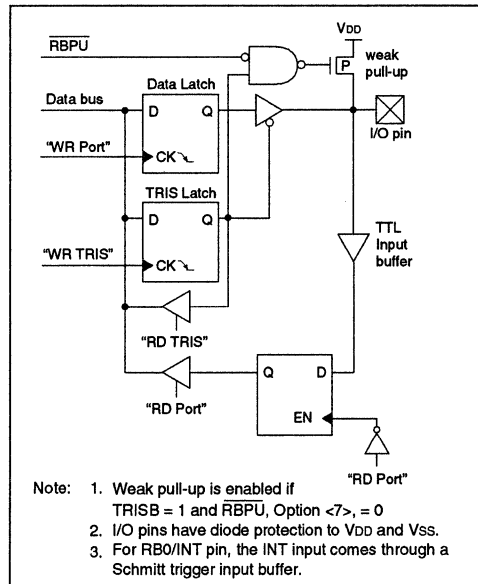 RBPU
VDD
P
weak
pull-up
Data Latch
Data bus
D
Q
I/O pin
"WR Port"
CK
TRIS Latch
D
Q
TTL
Input
buffer
"WR TRIS"
CK
"RD TRIS"
Q
D
"RD Port"
EN
"RD Port"
Note: 1. Weak pull-up is enabled if
TRISB = 1 and RBPU, Option <7>, = 0
2. I/O pins have diode protection to VDD and VSS.
3. For RB0/INT pin, the INT input comes through a
Schmitt trigger input buffer.